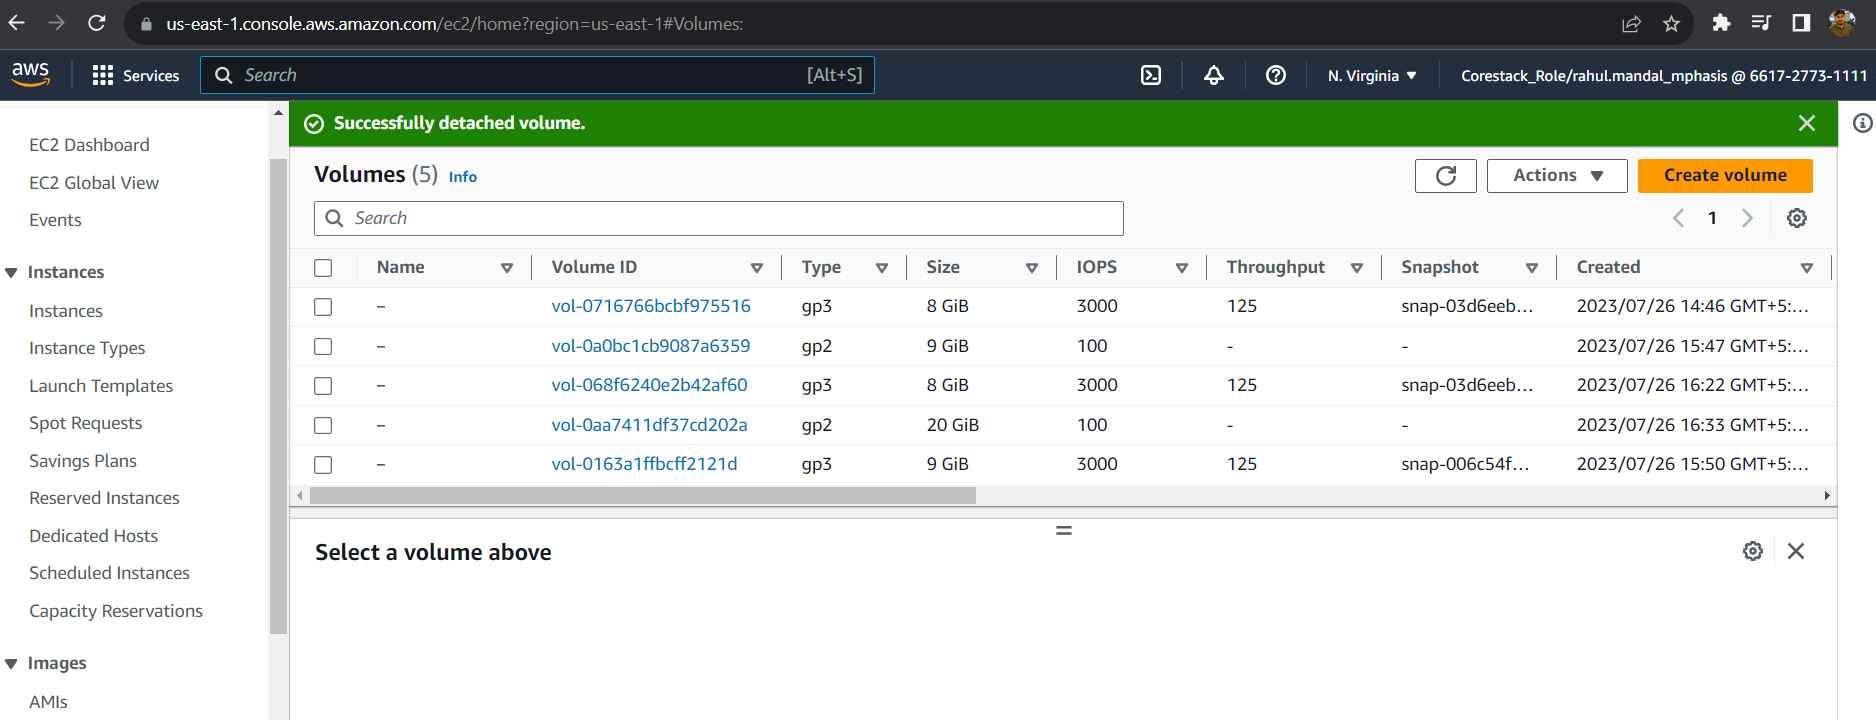 us-east-1.console.aws.amazon.com/ec2/home?region=us-east-1#Volumes:
aws
Services
Search
[Alt+S]
N. Virginia
Corestack_Role/rahul.mandal_mphasis @ 6617-2773-1111
EC2 Dashboard
EC2 Global View
Events
Instances
Instances
Instance Types
Launch Templates
Spot Requests
Savings Plans
Reserved Instances
Dedicated Hosts
Scheduled Instances
Capacity Reservations
Images
AMIs
Successfully detached volume.
Volumes (5) Info
Actions
Create volume
Search
1
Name Volume ID Type Size IOPS Throughput Snapshot Created
– vol-0716766bcbf975516 gp3 8 GiB 3000 125 snap-03d6eeb... 2023/07/26 14:46 GMT+5:...
– vol-0a0bc1cb9087a6359 gp2 9 GiB 100 - - 2023/07/26 15:47 GMT+5:...
– vol-068f6240e2b42af60 gp3 8 GiB 3000 125 snap-03d6eeb... 2023/07/26 16:22 GMT+5:...
– vol-0aa7411df37cd202a gp2 20 GiB 100 - - 2023/07/26 16:33 GMT+5:...
– vol-0163a1ffbcff2121d gp3 9 GiB 3000 125 snap-006c54f... 2023/07/26 15:50 GMT+5:...
Select a volume above